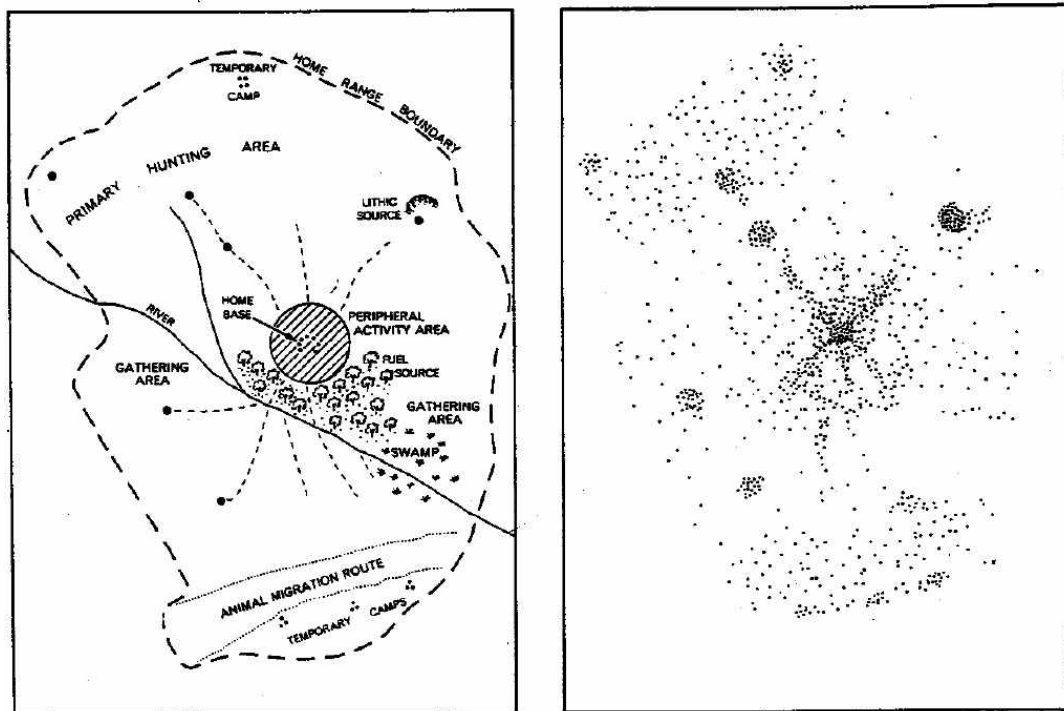 TEMPORARY
CAMP
HOME RANGE BOUNDARY
PRIMARY HUNTING AREA
LITHIC
SOURCE
HOME
BASE
PERIPHERAL
ACTIVITY AREA
RIVER
FUEL
SOURCE
GATHERING
AREA
GATHERING
AREA
SWAMP
ANIMAL MIGRATION ROUTE
TEMPORARY CAMPS